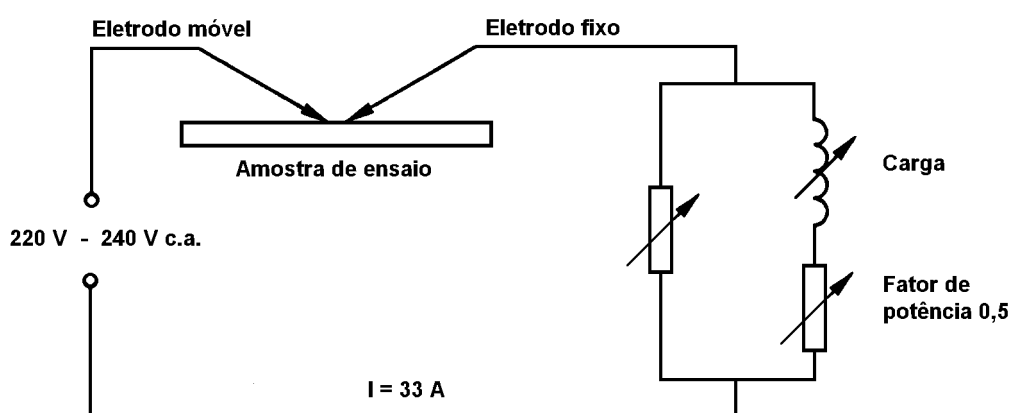 Eletrodo móvel
Eletrodo fixo
Amostra de ensaio
Carga
220 V - 240 V c.a.
Fator de
potência 0,5
I = 33 A